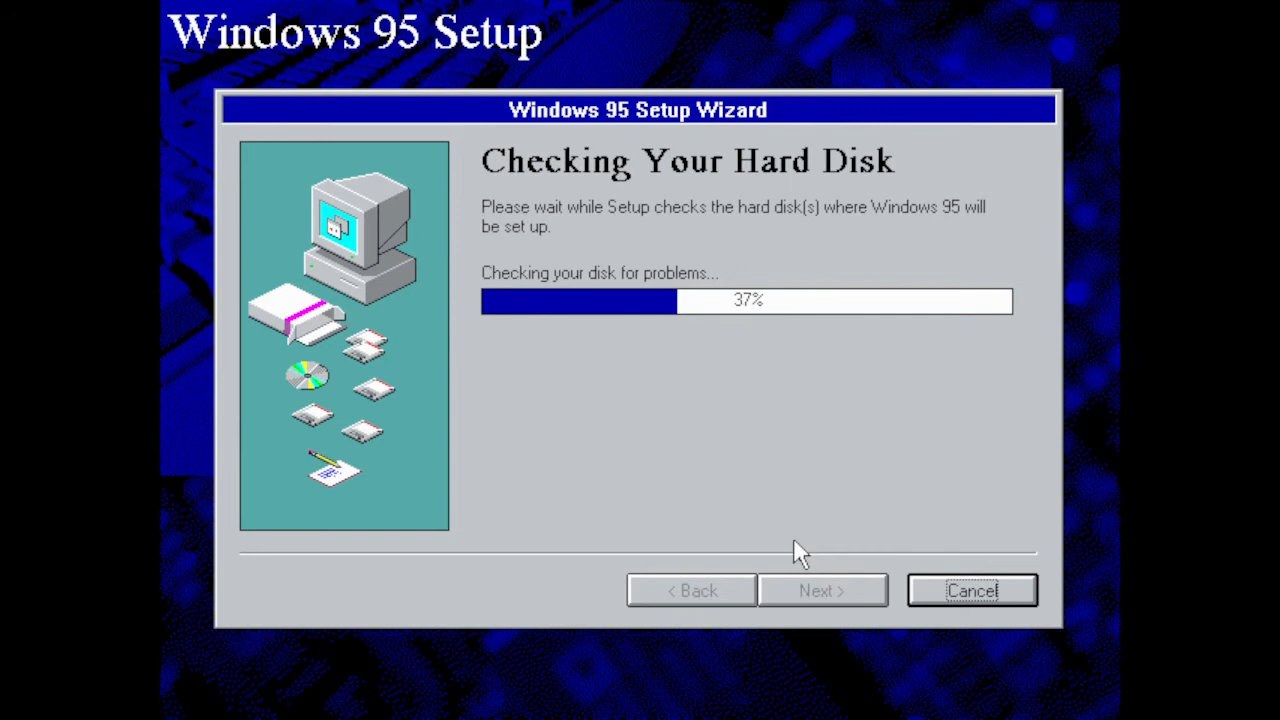 Windows 95 Setup
Windows 95 Setup Wizard
Checking Your Hard Disk
Please wait while Setup checks the hard disk(s) where Windows 95 will
be set up.
Checking your disk for problems...
37%
< Back
Next >
Cancel